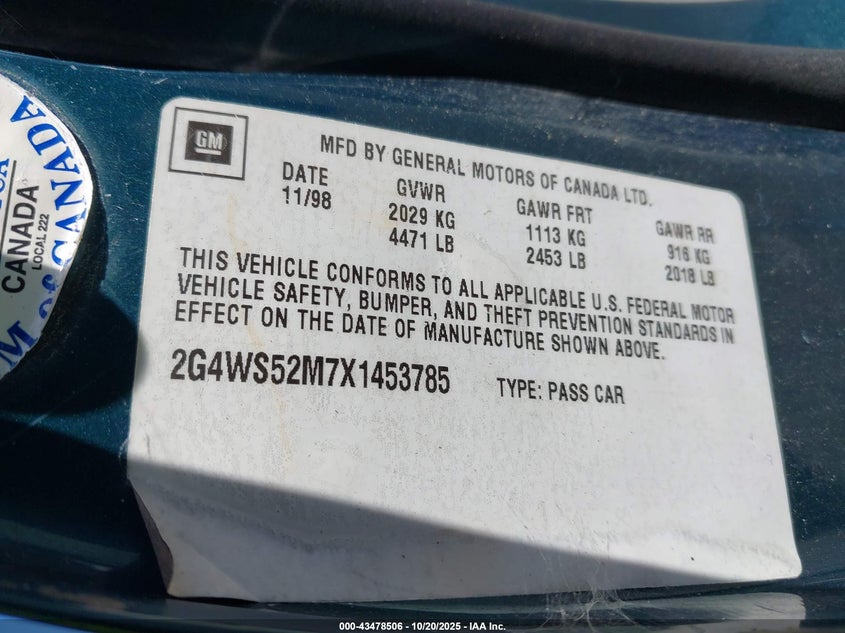 GM
MFD BY GENERAL MOTORS OF CANADA LTD.
DATE GVWR GAWR FRT GAWR RR
11/98 2029 KG 1113 KG 916 KG
4471 LB 2453 LB 2018 LB
THIS VEHICLE CONFORMS TO ALL APPLICABLE U.S. FEDERAL MOTOR
VEHICLE SAFETY, BUMPER, AND THEFT PREVENTION STANDARDS IN
EFFECT ON THE DATE OF MANUFACTURE SHOWN ABOVE.
2G4WS52M7X1453785 TYPE: PASS CAR
CANADA
LOCAL 222
CANADA
000-43478506 - 10/20/2025 - IAA Inc.